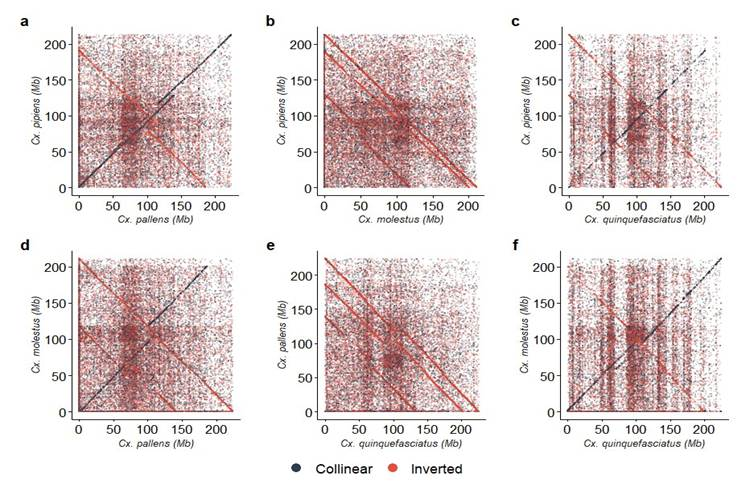 a
b
c
200
150
100
50
0
Cx. pipiens (Mb)
0 50 100 150 200
Cx. pallens (Mb)
200
150
100
50
0
Cx. pipiens (Mb)
0 50 100 150 200
Cx. molestus (Mb)
200
150
100
50
0
Cx. pipiens (Mb)
0 50 100 150 200
Cx. quinquefasciatus (Mb)
d
e
f
200
150
100
50
0
Cx. molestus (Mb)
0 50 100 150 200
Cx. pallens (Mb)
200
150
100
50
0
Cx. pallens (Mb)
0 50 100 150 200
Cx. quinquefasciatus (Mb)
200
150
100
50
0
Cx. molestus (Mb)
0 50 100 150 200
Cx. quinquefasciatus (Mb)
Collinear Inverted